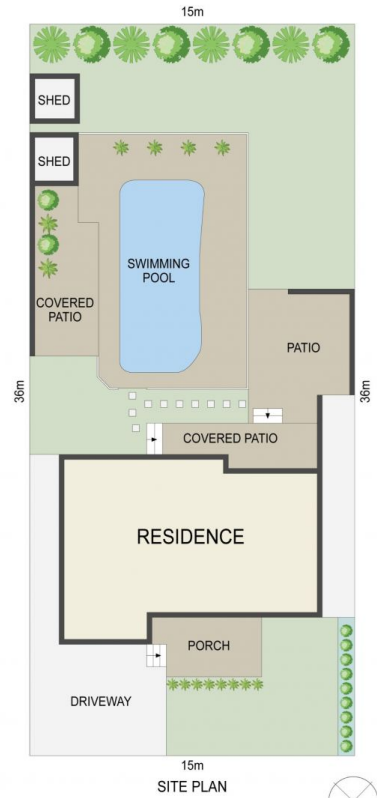 15m
SHED
SHED
SWIMMING
POOL
COVERED
PATIO
PATIO
36m
36m
COVERED PATIO
RESIDENCE
PORCH
DRIVEWAY
15m
SITE PLAN